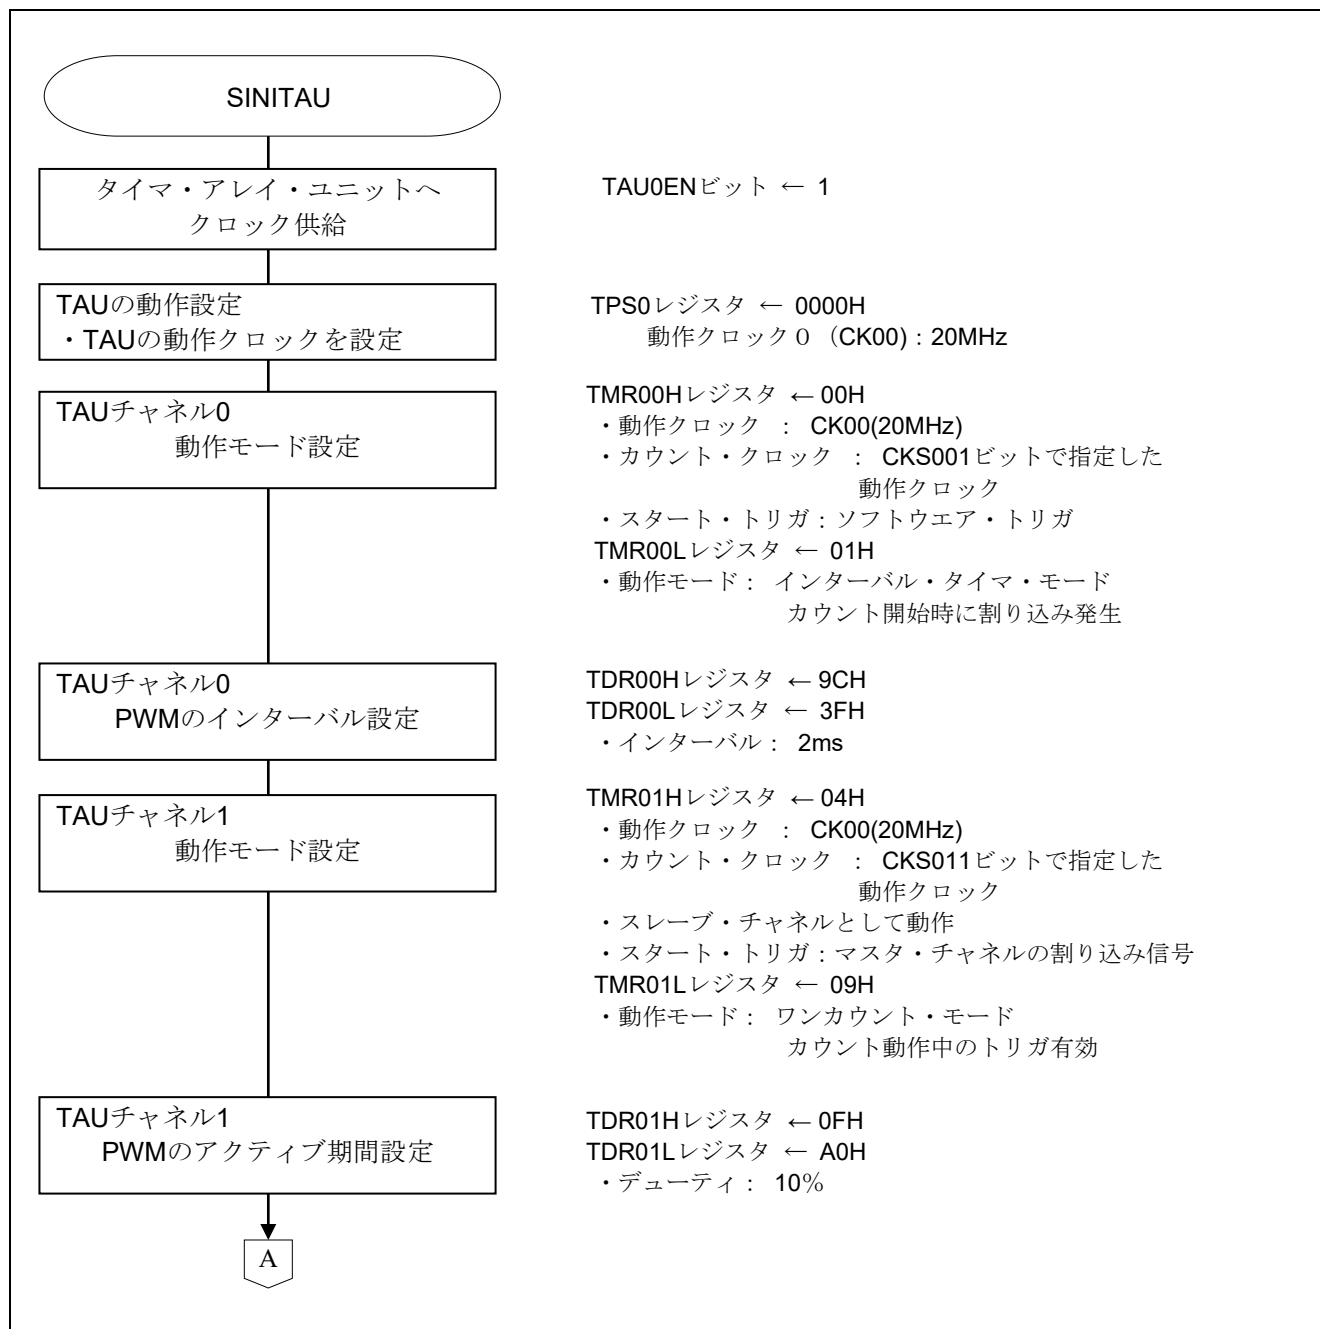 SINITAU
タイマ・アレイ・ユニットへ
クロック供給
TAU0ENビット ← 1
TAUの動作設定
・TAUの動作クロックを設定
TPS0レジスタ ← 0000H
動作クロック０（CK00)：20MHz
TAUチャネル0
動作モード設定
TMR00Hレジスタ ← 00H
・動作クロック ： CK00(20MHz)
・カウント・クロック ： CKS001ビットで指定した
動作クロック
・スタート・トリガ：ソフトウエア・トリガ
TMR00Lレジスタ ← 01H
・動作モード： インターバル・タイマ・モード
カウント開始時に割り込み発生
TAUチャネル0
PWMのインターバル設定
TDR00Hレジスタ ← 9CH
TDR00Lレジスタ ← 3FH
・インターバル： 2ms
TAUチャネル1
動作モード設定
TMR01Hレジスタ ← 04H
・動作クロック ： CK00(20MHz)
・カウント・クロック ： CKS011ビットで指定した
動作クロック
・スレーブ・チャネルとして動作
・スタート・トリガ：マスタ・チャネルの割り込み信号
TMR01Lレジスタ ← 09H
・動作モード： ワンカウント・モード
カウント動作中のトリガ有効
TAUチャネル1
PWMのアクティブ期間設定
TDR01Hレジスタ ← 0FH
TDR01Lレジスタ ← A0H
・デューティ： 10％
A